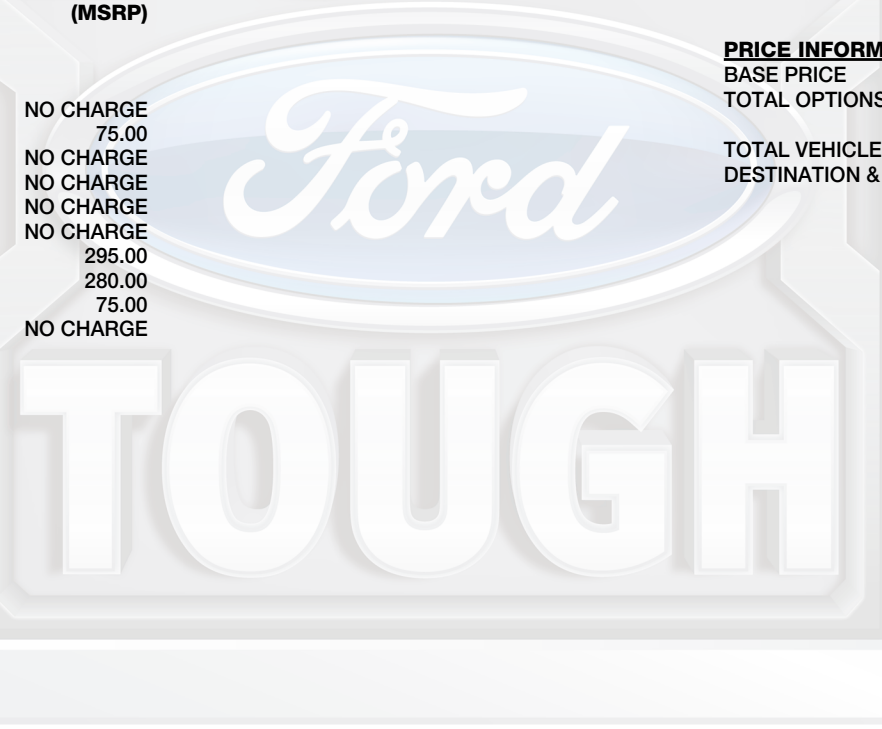 (MSRP)
NO CHARGE
75.00
NO CHARGE
NO CHARGE
NO CHARGE
NO CHARGE
295.00
280.00
75.00
NO CHARGE
PRICE INFORM
BASE PRICE
TOTAL OPTIONS
TOTAL VEHICLE
DESTINATION &
Ford
TOUGH